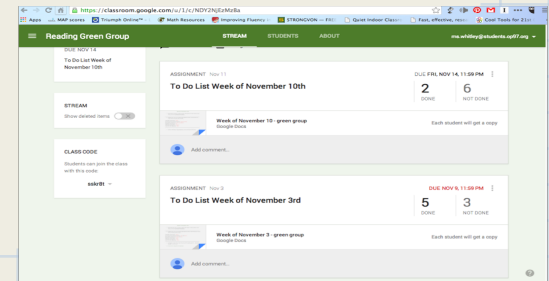 https://classroom.google.com/u/1/c/NDY2NjEzMzBa
Apps MAP scores Triumph Online™ Math Resources Improving Fluency STRONGVON — Fitf Quiet Indoor Classr Fast, effective, rese Cool Tools for 21st
Reading Green Group STREAM STUDENTS ABOUT ma.whitley@students.op97.org
DUE NOV 14
To Do List Week of
November 10th
STREAM
Show deleted items
CLASS CODE
Students can join the class
with this code:
ASSIGNMENT Nov 11 DUE FRI, NOV 14, 11:59 PM
To Do List Week of November 10th 2 6
DONE NOT DONE
Week of November 10 - green group Each student will get a copy
Google Docs
Add comment...
ASSIGNMENT Nov 3 DUE NOV 9, 11:59 PM
To Do List Week of November 3rd 5 3
DONE NOT DONE
Week of November 3 - green group Each student will get a copy
Google Docs
Add comment...